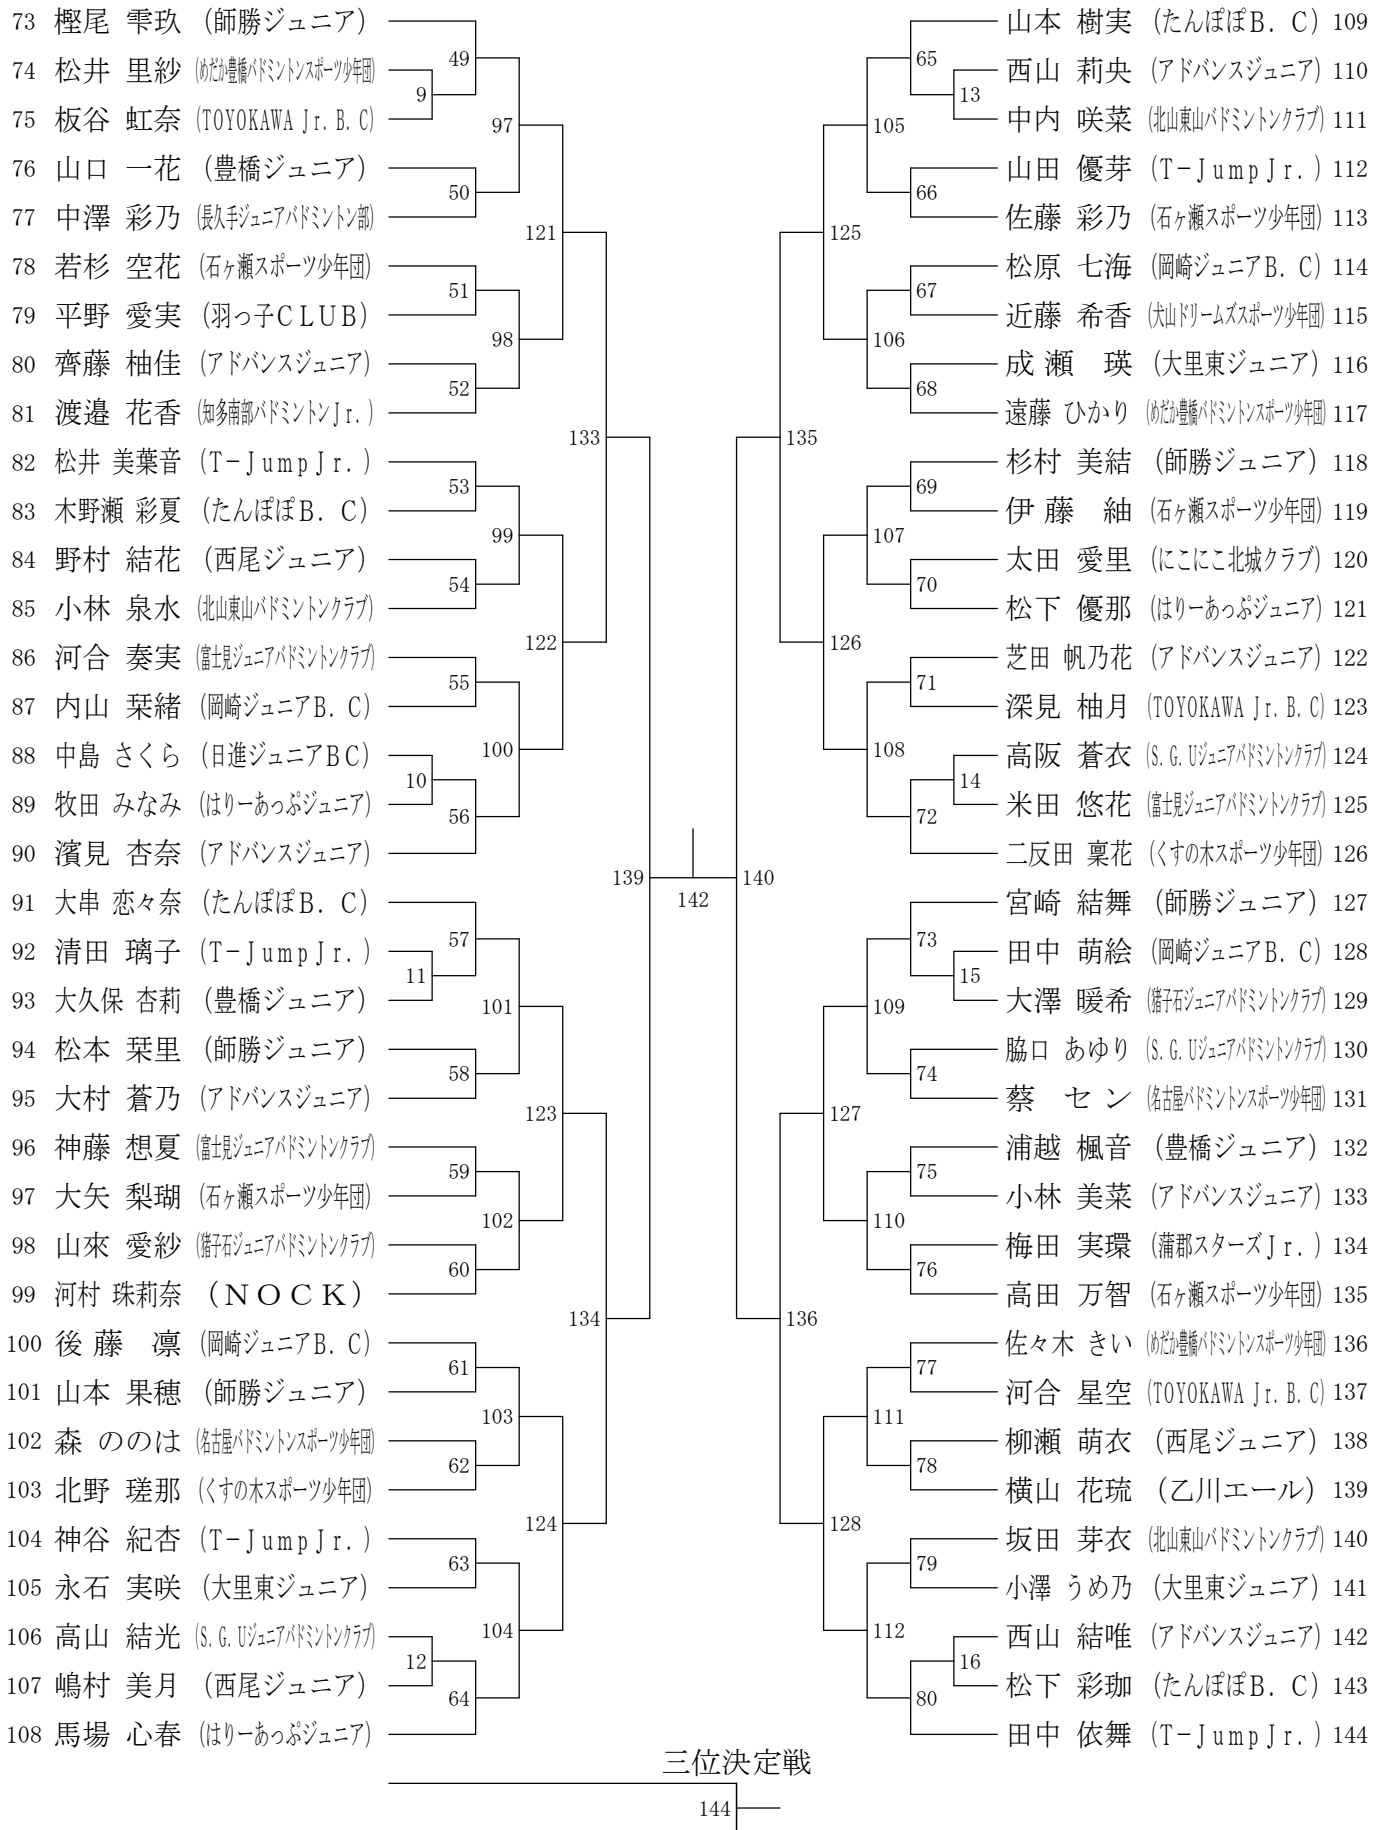 73 樫尾 雫玖 (師勝ジュニア)
74 松井 里紗 (めだか豊橋バドミントンスポーツ少年団)
75 板谷 虹奈 (TOYOKAWA Jr. B. C)
76 山口 一花 (豊橋ジュニア)
77 中澤 彩乃 (長久手ジュニアバドミントン部)
78 若杉 空花 (石ヶ瀬スポーツ少年団)
79 平野 愛実 (羽っ子CLUB)
80 齊藤 柚佳 (アドバンスジュニア)
81 渡邉 花香 (知多南部バドミントンJr.)
82 松井 美葉音 (T-JumpJr.)
83 木野瀬 彩夏 (たんぽぽB. C)
84 野村 結花 (西尾ジュニア)
85 小林 泉水 (北山東山バドミントンクラブ)
86 河合 奏実 (富士見ジュニアバドミントンクラブ)
87 内山 栞緒 (岡崎ジュニアB. C)
88 中島 さくら (日進ジュニアBC)
89 牧田 みなみ (はりーあっぷジュニア)
90 濱見 杏奈 (アドバンスジュニア)
91 大串 恋々奈 (たんぽぽB. C)
92 清田 璃子 (T-JumpJr.)
93 大久保 杏莉 (豊橋ジュニア)
94 松本 栞里 (師勝ジュニア)
95 大村 蒼乃 (アドバンスジュニア)
96 神藤 想夏 (富士見ジュニアバドミントンクラブ)
97 大矢 梨瑚 (石ヶ瀬スポーツ少年団)
98 山來 愛紗 (猪子石ジュニアバドミントンクラブ)
99 河村 珠莉奈 (NOCK)
100 後藤 凛 (岡崎ジュニアB. C)
101 山本 果穂 (師勝ジュニア)
102 森 ののは (名古屋バドミントンスポーツ少年団)
103 北野 瑳那 (くすの木スポーツ少年団)
104 神谷 紀杏 (T-JumpJr.)
105 永石 実咲 (大里東ジュニア)
106 高山 結光 (S. G. Uジュニアバドミントンクラブ)
107 嶋村 美月 (西尾ジュニア)
108 馬場 心春 (はりーあっぷジュニア)
9
10
11
12
49
50
51
52
53
54
55
56
57
58
59
60
61
62
63
64
97
98
99
100
101
102
103
104
121
122
123
124
133
134
139
142
140
135
136
125
126
127
128
105
106
107
108
109
110
111
112
65
66
67
68
69
70
71
72
73
74
75
76
77
78
79
80
13
14
15
16
山本 樹実 (たんぽぽB. C) 109
西山 莉央 (アドバンスジュニア) 110
中内 咲菜 (北山東山バドミントンクラブ) 111
山田 優芽 (T-JumpJr.) 112
佐藤 彩乃 (石ヶ瀬スポーツ少年団) 113
松原 七海 (岡崎ジュニアB. C) 114
近藤 希香 (犬山ドリームズスポーツ少年団) 115
成瀬 瑛 (大里東ジュニア) 116
遠藤 ひかり (めだか豊橋バドミントンスポーツ少年団) 117
杉村 美結 (師勝ジュニア) 118
伊藤 紬 (石ヶ瀬スポーツ少年団) 119
太田 愛里 (にこにこ北城クラブ) 120
松下 優那 (はりーあっぷジュニア) 121
芝田 帆乃花 (アドバンスジュニア) 122
深見 柚月 (TOYOKAWA Jr. B. C) 123
高阪 蒼衣 (S. G. Uジュニアバドミントンクラブ) 124
米田 悠花 (富士見ジュニアバドミントンクラブ) 125
二反田 稟花 (くすの木スポーツ少年団) 126
宮崎 結舞 (師勝ジュニア) 127
田中 萌絵 (岡崎ジュニアB. C) 128
大澤 暖希 (猪子石ジュニアバドミントンクラブ) 129
脇口 あゆり (S. G. Uジュニアバドミントンクラブ) 130
蔡 セン (名古屋バドミントンスポーツ少年団) 131
浦越 楓音 (豊橋ジュニア) 132
小林 美菜 (アドバンスジュニア) 133
梅田 実環 (蒲郡スターズJr.) 134
高田 万智 (石ヶ瀬スポーツ少年団) 135
佐々木 きい (めだか豊橋バドミントンスポーツ少年団) 136
河合 星空 (TOYOKAWA Jr. B. C) 137
柳瀬 萌衣 (西尾ジュニア) 138
横山 花琉 (乙川エール) 139
坂田 芽衣 (北山東山バドミントンクラブ) 140
小澤 うめ乃 (大里東ジュニア) 141
西山 結唯 (アドバンスジュニア) 142
松下 彩珈 (たんぽぽB. C) 143
田中 依舞 (T-JumpJr.) 144
三位決定戦
144